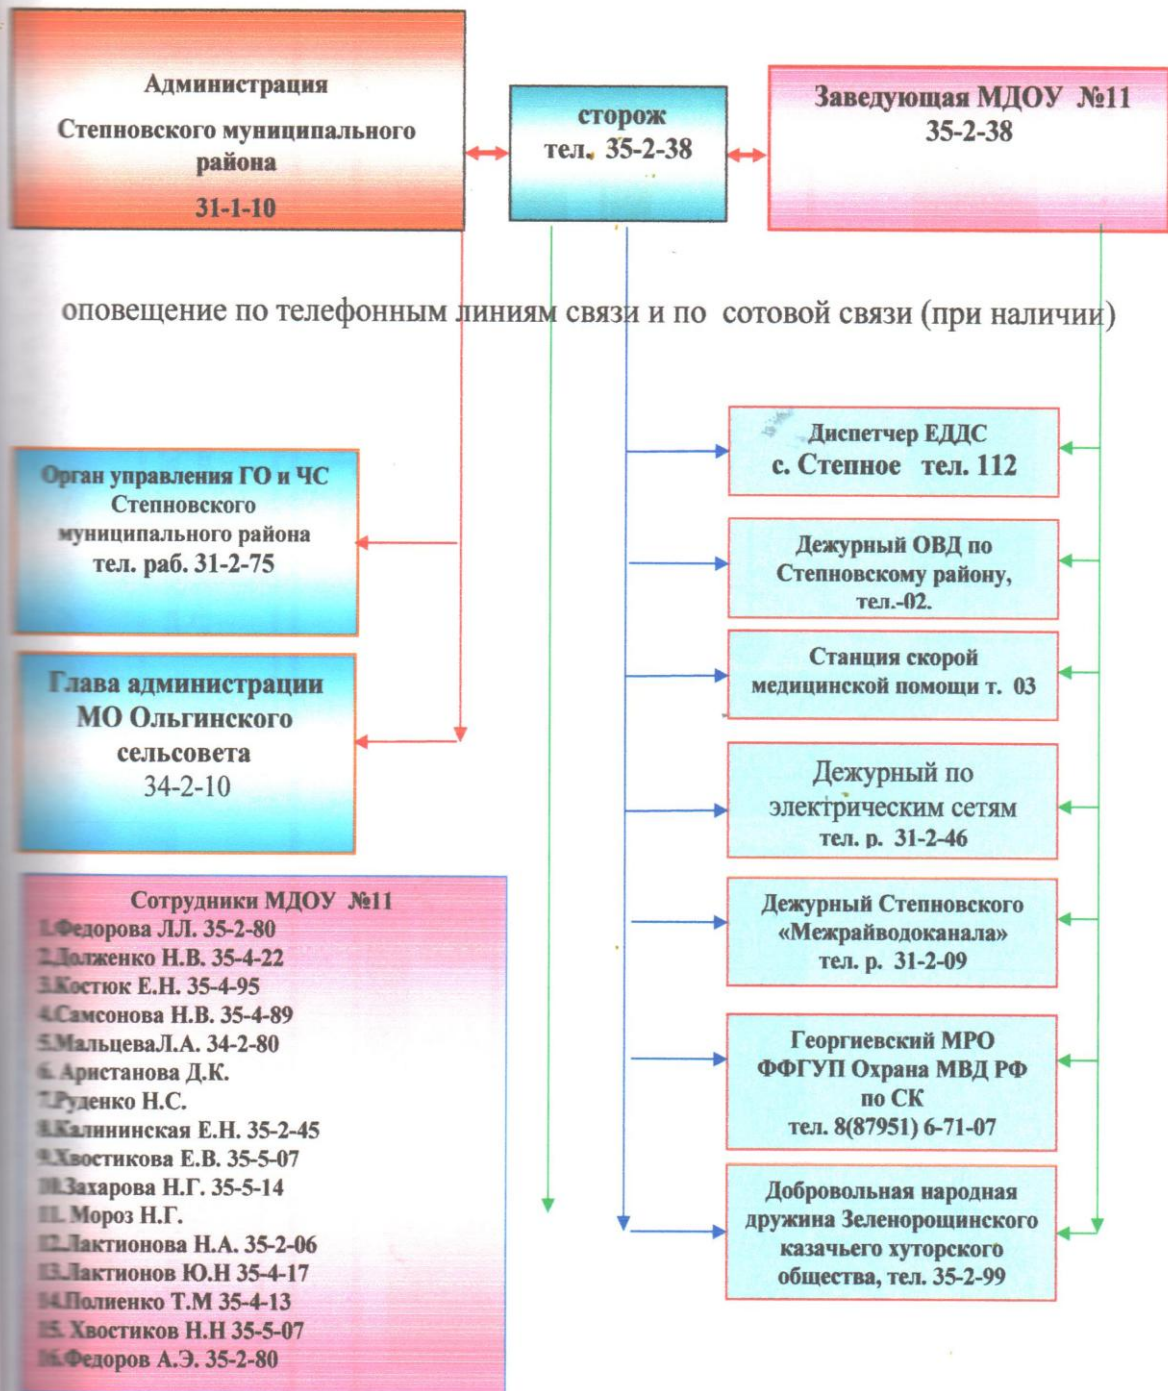 Администрация
Степновского муниципального
района
31-1-10
сторож
тел. 35-2-38
Заведующая МДОУ №11
35-2-38
оповещение по телефонным линиям связи и по сотовой связи (при наличии)
Орган управления ГО и ЧС
Степновского
муниципального района
тел. раб. 31-2-75
Глава администрации
МО Ольгинского
сельсовета
34-2-10
Сотрудники МДОУ №11
1.Федорова Л.Л. 35-2-80
2.Долженко Н.В. 35-4-22
3.Костюк Е.Н. 35-4-95
4.Самсонова Н.В. 35-4-89
5.МальцеваЛ.А. 34-2-80
6. Аристанова Д.К.
7.Руденко Н.С.
8.Калининская Е.Н. 35-2-45
9.Хвостикова Е.В. 35-5-07
10.Захарова Н.Г. 35-5-14
11. Мороз Н.Г.
12.Лактионова Н.А. 35-2-06
13.Лактионов Ю.Н 35-4-17
14.Полиенко Т.М 35-4-13
15. Хвостиков Н.Н 35-5-07
16.Федоров А.Э. 35-2-80
Диспетчер ЕДДС
с. Степное тел. 112
Дежурный ОВД по
Степновскому району,
тел.-02.
Станция скорой
медицинской помощи т. 03
Дежурный по
электрическим сетям
тел. р. 31-2-46
Дежурный Степновского
«Межрайводоканала»
тел. р. 31-2-09
Георгиевский МРО
ФФГУП Охрана МВД РФ
по СК
тел. 8(87951) 6-71-07
Добровольная народная
дружина Зеленорощинского
казачьего хуторского
общества, тел. 35-2-99